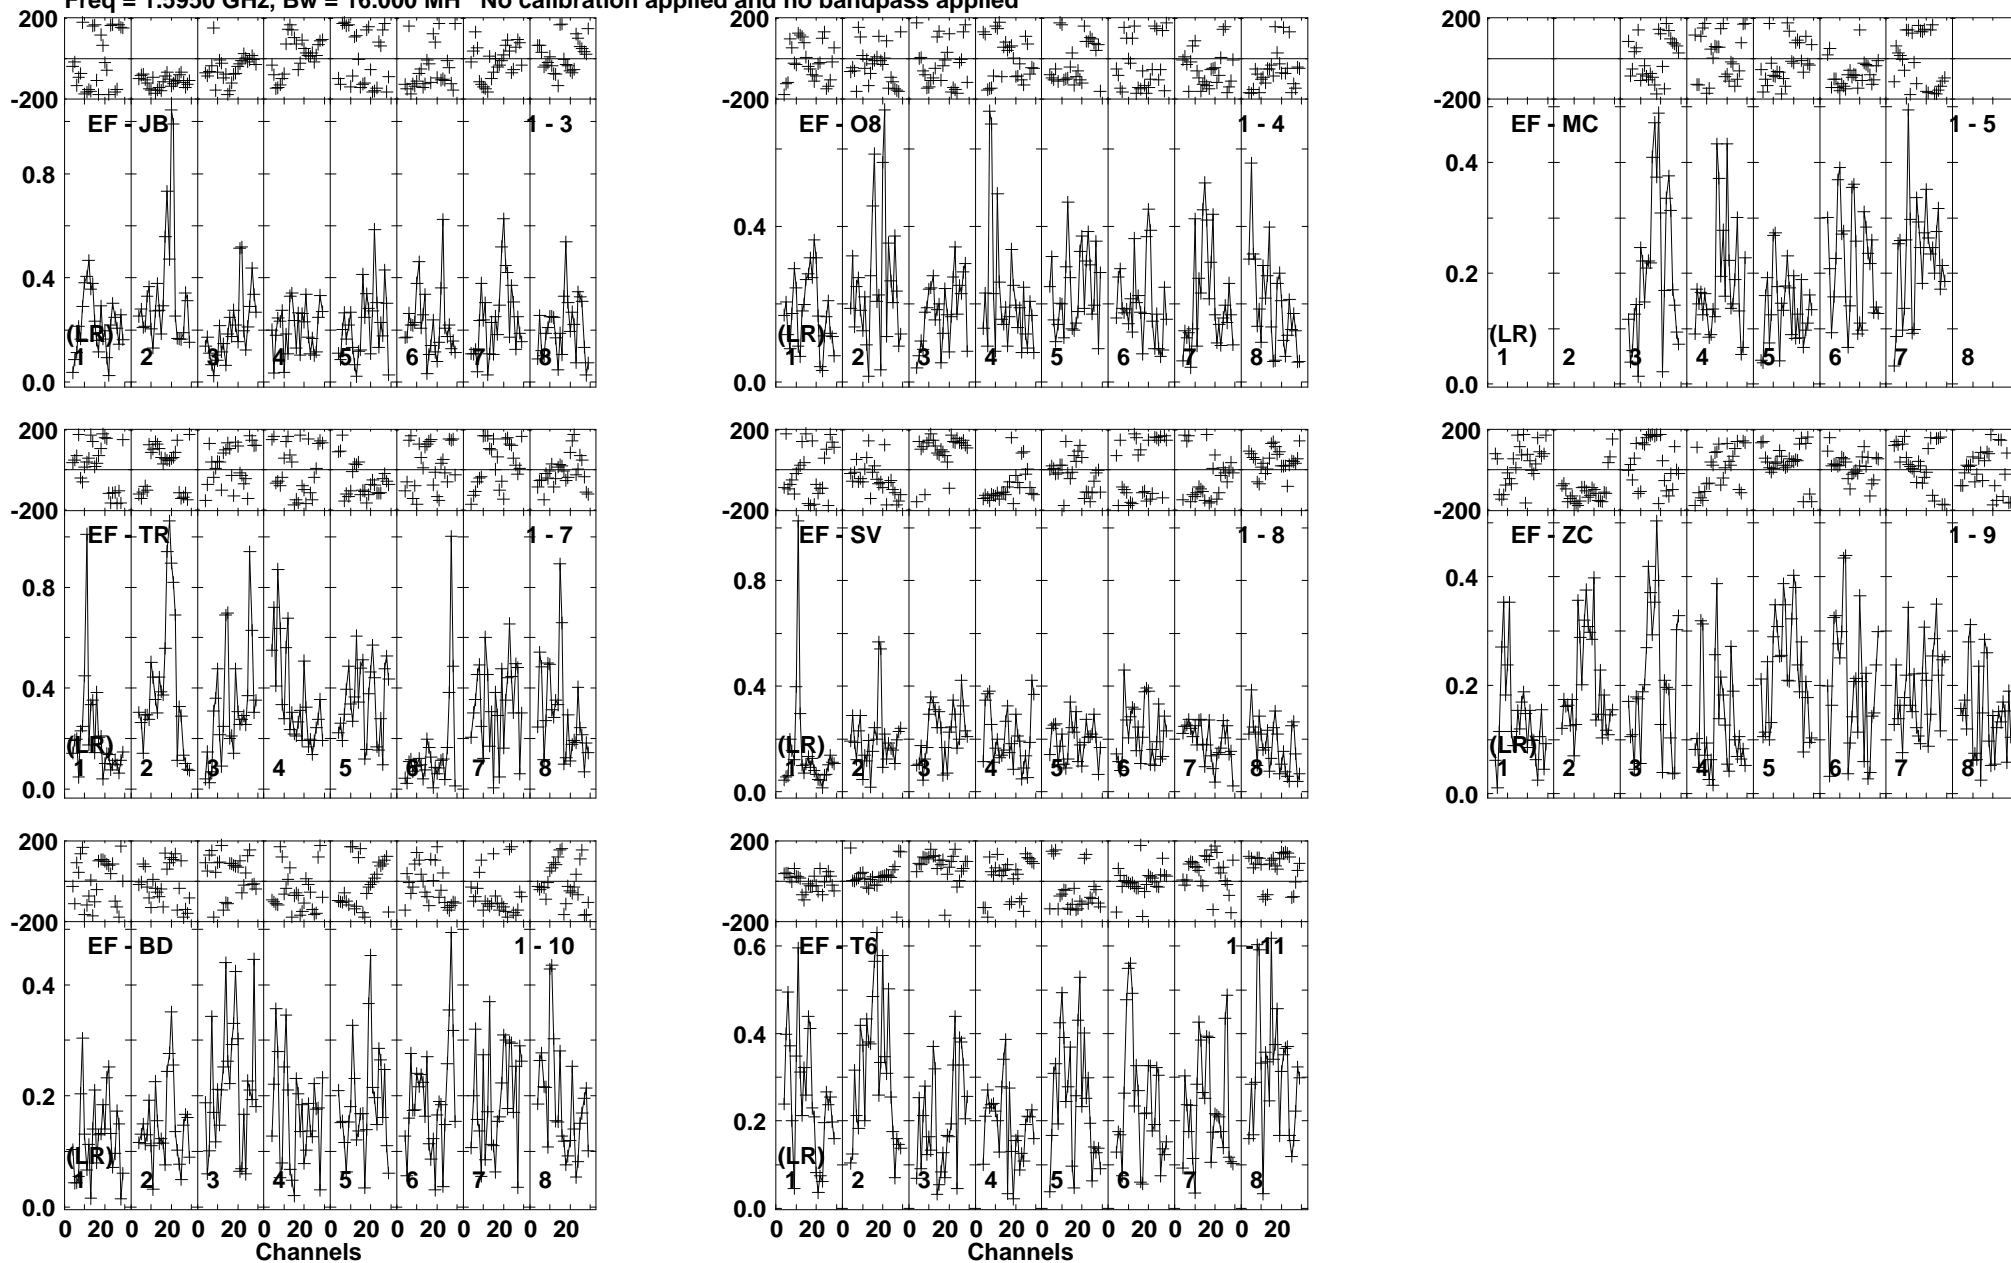 Freq = 1.5950 GHz, Bw = 16.000 MH No calibration applied and no bandpass applied
200 200 200
-200 -200 -200
EF - JB 1 - 3 EF - O8 1 - 4 EF - MC 1 - 5
0.8 0.4 0.4
0.4 0.2
(LR) (LR) (LR)
1 2 3 4 5 6 7 8 1 2 3 4 5 6 7 8 1 2 3 4 5 6 7 8
0.0 0.0 0.0
200 200 200
-200 -200 -200
EF - TR 1 - 7 EF - SV 1 - 8 EF - ZC 1 - 9
0.8 0.8 0.4
0.4 0.4 0.2
(LR) (LR) (LR)
1 2 3 4 5 6 7 8 1 2 3 4 5 6 7 8 1 2 3 4 5 6 7 8
0.0 0.0 0.0
200 200
-200 -200
EF - BD 1 - 10 EF - T6 1 - 11
0.6
0.4 0.4
0.2 0.2
(LR) (LR)
1 2 3 4 5 6 7 8 1 2 3 4 5 6 7 8
0.0 0.0
0 20 0 20 0 20 0 20 0 20 0 20 0 20 0 20 0 20 0 20 0 20 0 20 0 20 0 20 0 20 0 20
Channels Channels